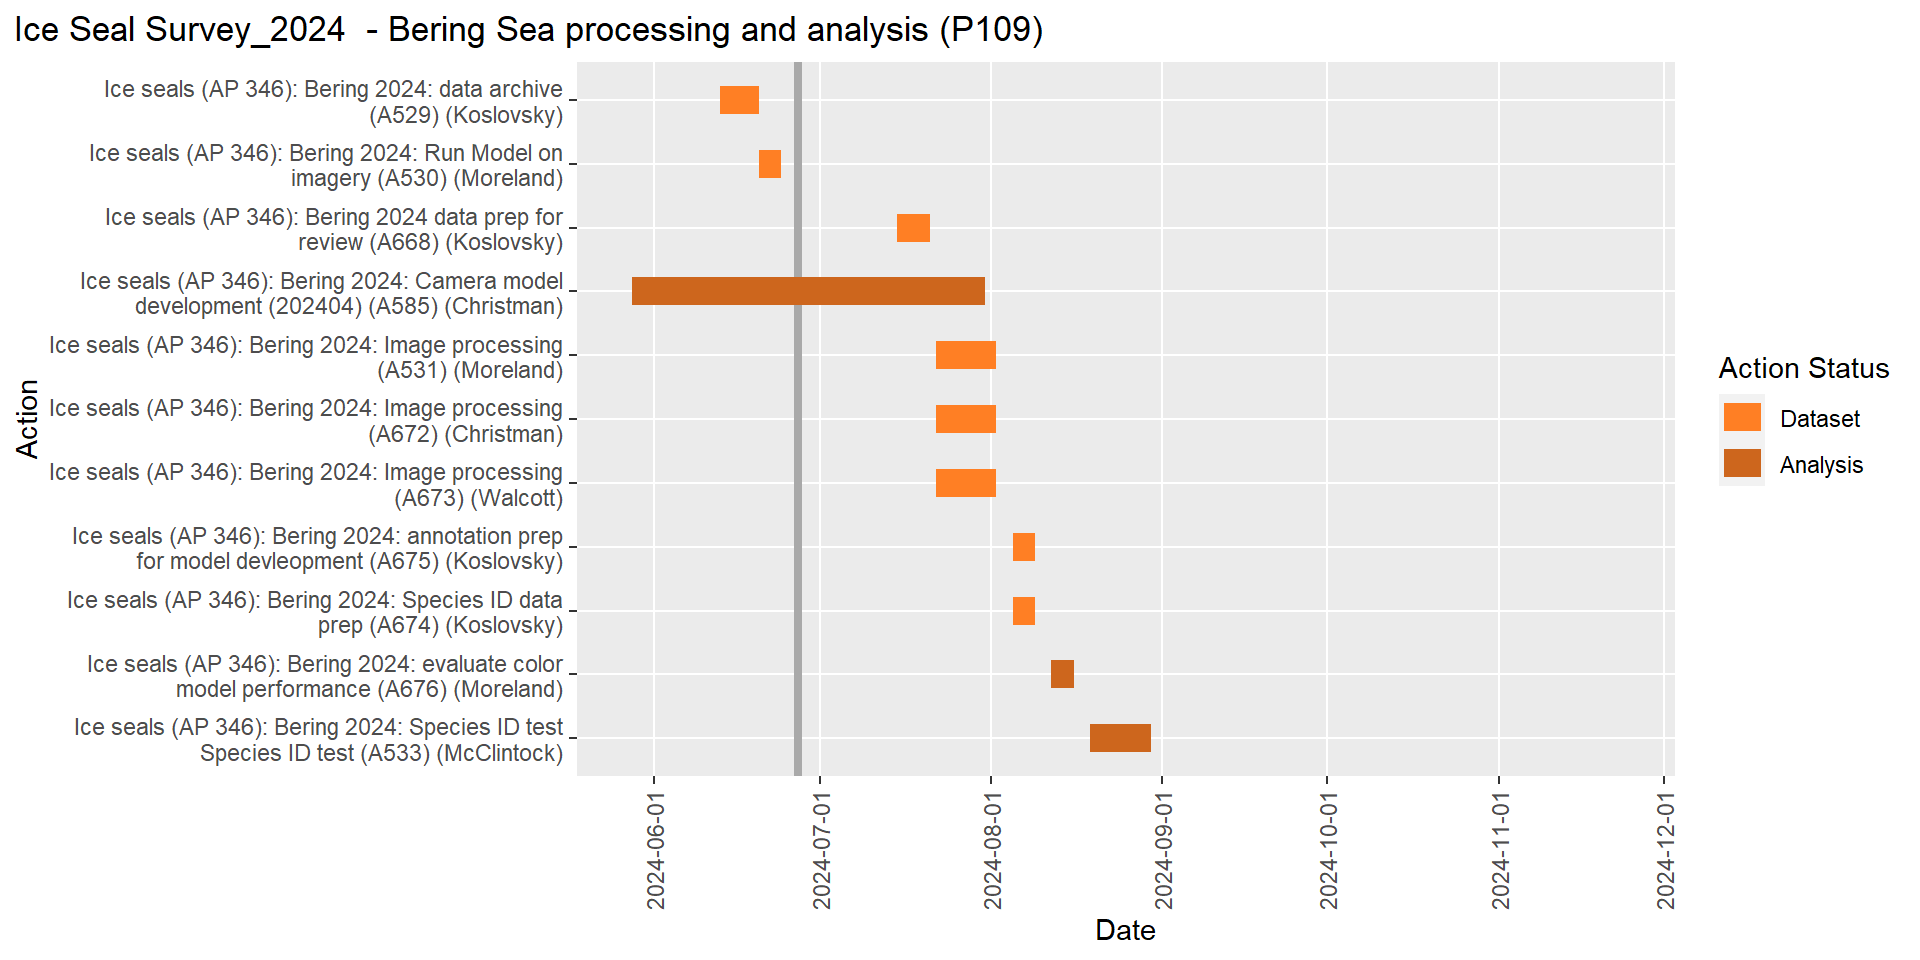 Ice Seal Survey_2024  - Bering Sea processing and analysis (P109)
Action
Ice seals (AP 346): Bering 2024: data archive
(A529) (Koslovsky)
Ice seals (AP 346): Bering 2024: Run Model on
imagery (A530) (Moreland)
Ice seals (AP 346): Bering 2024 data prep for
review (A668) (Koslovsky)
Ice seals (AP 346): Bering 2024: Camera model
development (202404) (A585) (Christman)
Ice seals (AP 346): Bering 2024: Image processing
(A531) (Moreland)
Ice seals (AP 346): Bering 2024: Image processing
(A672) (Christman)
Ice seals (AP 346): Bering 2024: Image processing
(A673) (Walcott)
Ice seals (AP 346): Bering 2024: annotation prep
for model devleopment (A675) (Koslovsky)
Ice seals (AP 346): Bering 2024: Species ID data
prep (A674) (Koslovsky)
Ice seals (AP 346): Bering 2024: evaluate color
model performance (A676) (Moreland)
Ice seals (AP 346): Bering 2024: Species ID test
Species ID test (A533) (McClintock)
2024-06-01
2024-07-01
2024-08-01
2024-09-01
2024-10-01
2024-11-01
2024-12-01
Date
Action Status
Dataset
Analysis